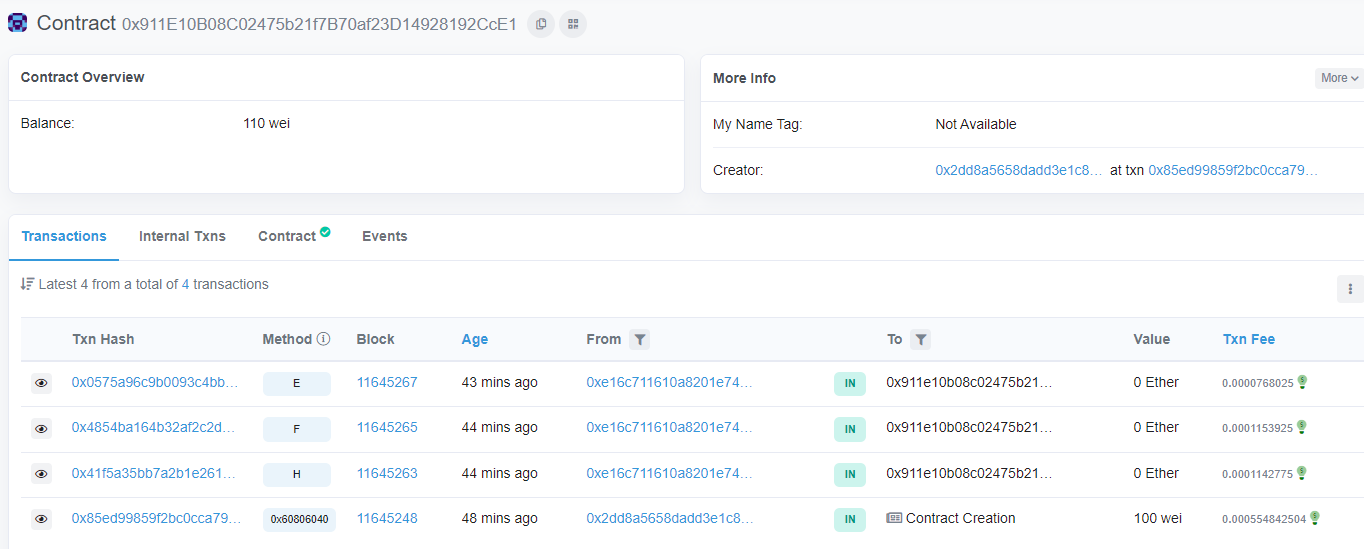 Contract 0x911E10B08C02475b21f7B70af23D14928192CcE1
Contract Overview
Balance: 110 wei
More Info More
My Name Tag: Not Available
Creator: 0x2dd8a5658dadd3e1c8... at txn 0x85ed99859f2bc0cca79...
Transactions Internal Txns Contract Events
Latest 4 from a total of 4 transactions
Txn Hash Method Block Age From To Value Txn Fee
0x0575a96c9b0093c4bb... E 11645267 43 mins ago 0xe16c711610a8201e74... IN 0x911e10b08c02475b21... 0 Ether 0.0000768025
0x4854ba164b32af2c2d... F 11645265 44 mins ago 0xe16c711610a8201e74... IN 0x911e10b08c02475b21... 0 Ether 0.0001153925
0x41f5a35bb7a2b1e261... H 11645263 44 mins ago 0xe16c711610a8201e74... IN 0x911e10b08c02475b21... 0 Ether 0.0001142775
0x85ed99859f2bc0cca79... 0x60806040 11645248 48 mins ago 0x2dd8a5658dadd3e1c8... IN Contract Creation 100 wei 0.000554842504